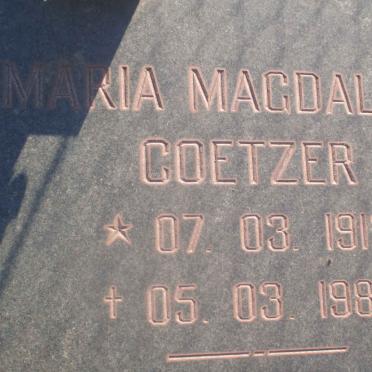 MARIA MAGDAL
COETZER
* 07. 03. 191
† 05. 03. 198